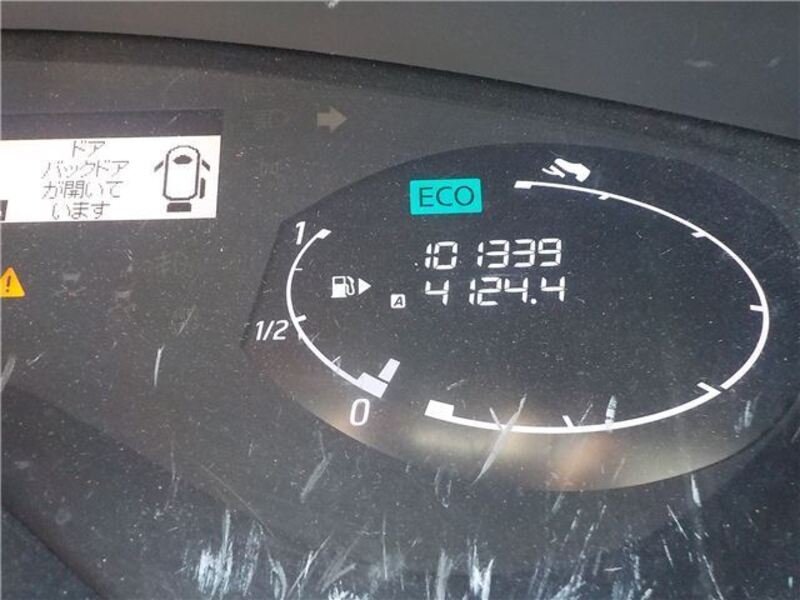 ドア
バックドア
が開いて
います
ECO
1
101339
A 4124.4
1/2
0